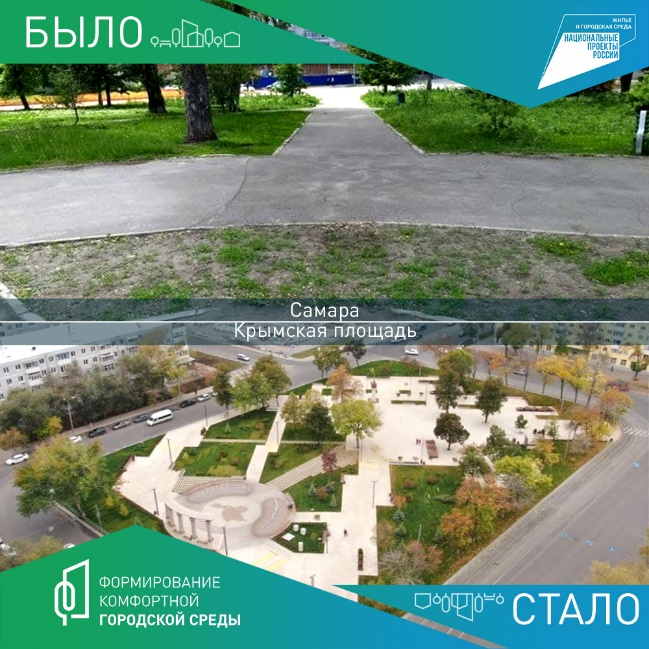 БЫЛО
ЖИЛЬЕ
И ГОРОДСКАЯ СРЕДА
НАЦИОНАЛЬНЫЕ
ПРОЕКТЫ
РОССИИ
Самара
Крымская площадь
ФОРМИРОВАНИЕ
КОМФОРТНОЙ
ГОРОДСКОЙ СРЕДЫ
СТАЛО